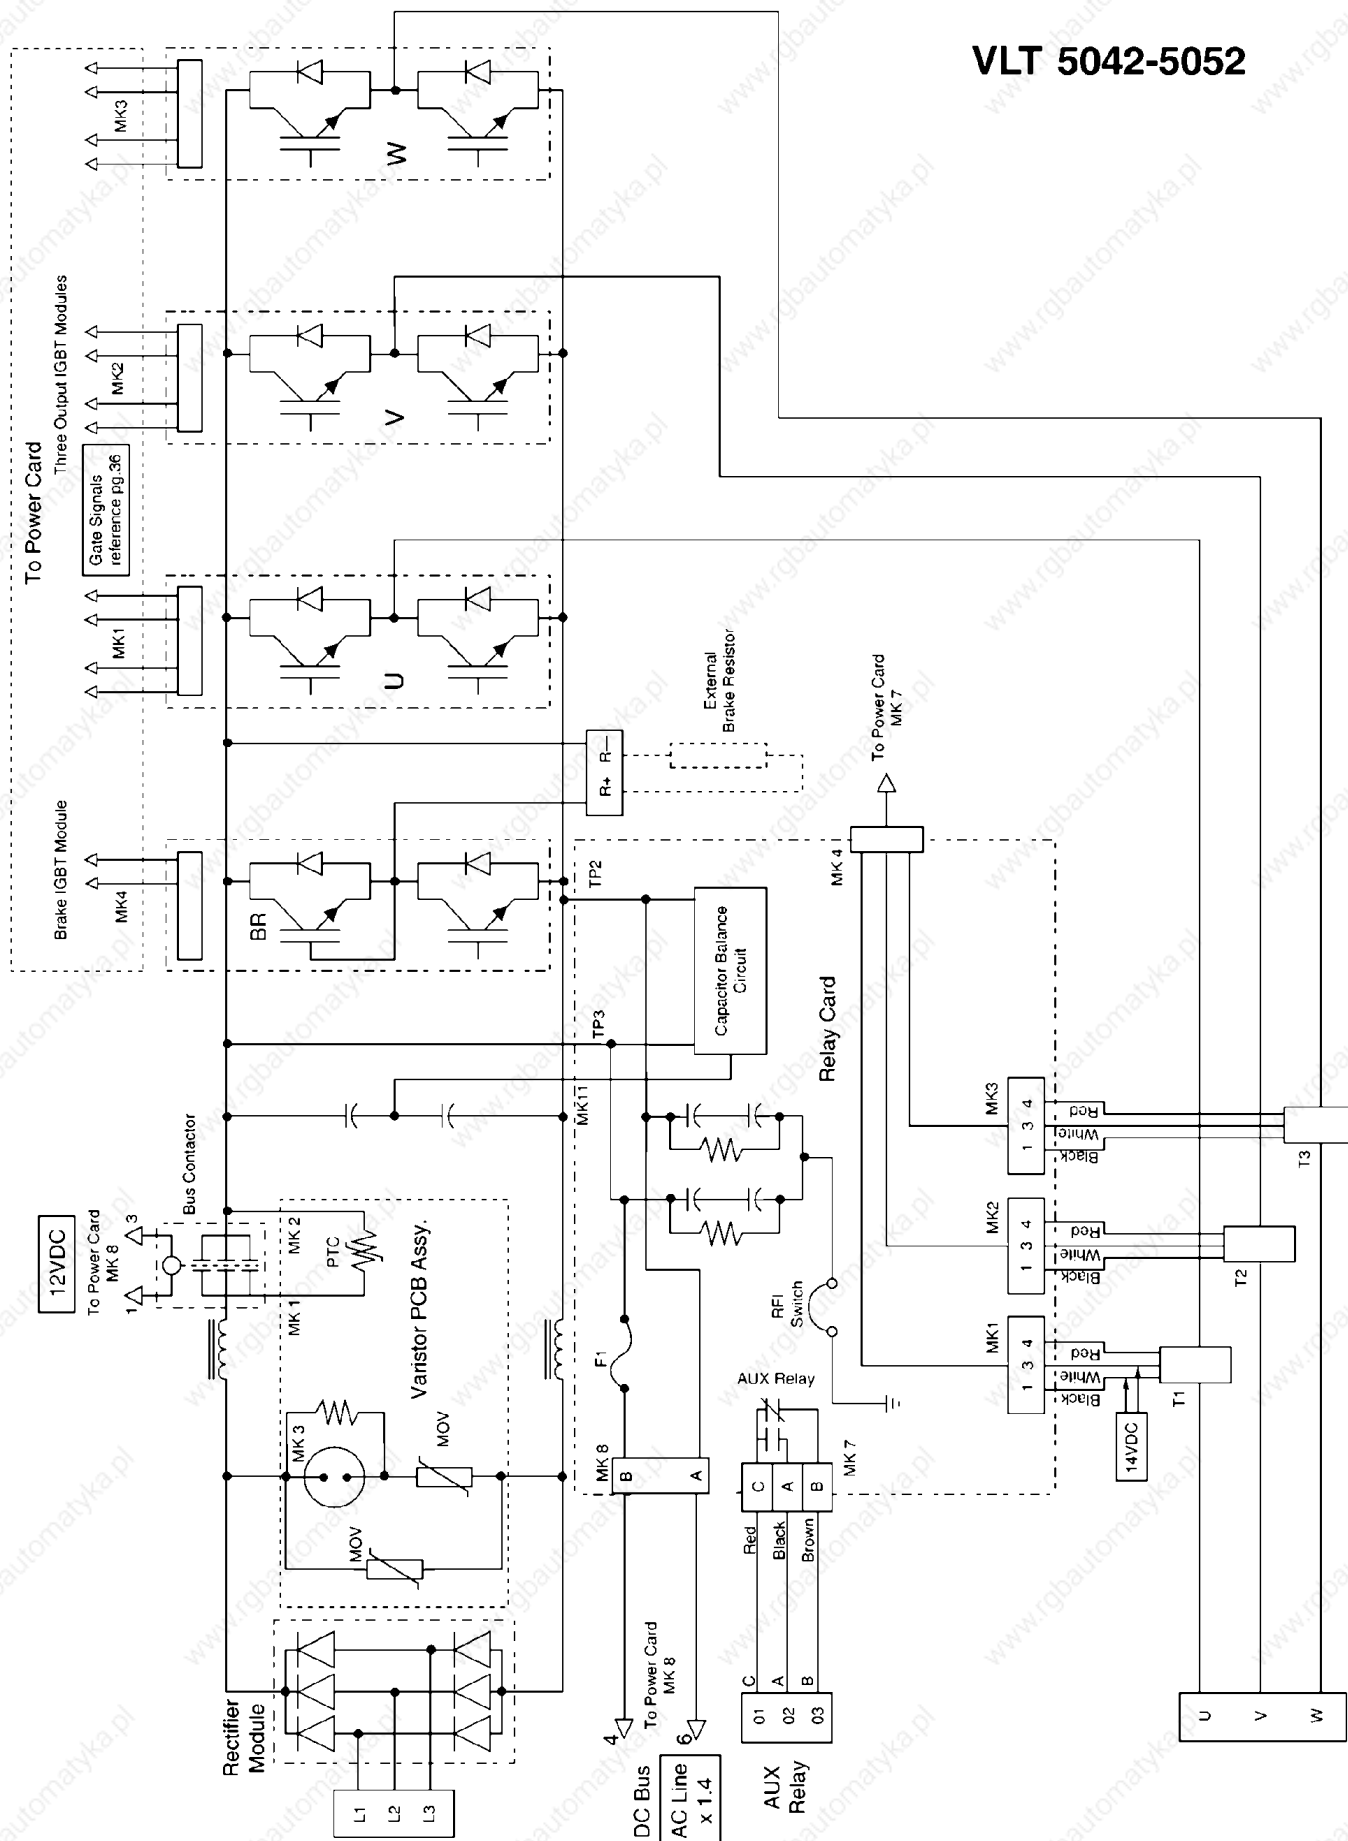 VLT 5042-5052
To Power Card
Brake IGBT Module
Three Output IGBT Modules
Gate Signals
reference pg.36
MK4
MK1
MK2
MK3
BR
U
V
W
12VDC
To Power Card
MK 8
1
3
Bus Contactor
MK 1
MK 2
PTC
Varistor PCB Assy.
MK 3
MOV
MOV
Rectifier
Module
L1
L2
L3
R+
R—
External
Brake Resistor
TP2
TP3
MK11
Capacitor Balance
Circuit
Relay Card
MK 4
To Power Card
MK 7
F1
MK 8
B
A
4
6
To Power Card
MK 8
DC Bus
AC Line
x 1.4
RFI
Switch
AUX Relay
MK 7
C
A
B
Red
Black
Brown
C
A
B
01
02
03
AUX
Relay
MK1
1
3
4
Black
White
Red
14VDC
T1
MK2
1
3
4
Black
White
Red
T2
MK3
1
3
4
Black
White
Red
T3
U
V
W
www.rgbautomatyka.pl